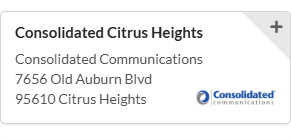 Consolidated Citrus Heights
Consolidated Communications
7656 Old Auburn Blvd
95610 Citrus Heights
Consolidated
communications
+